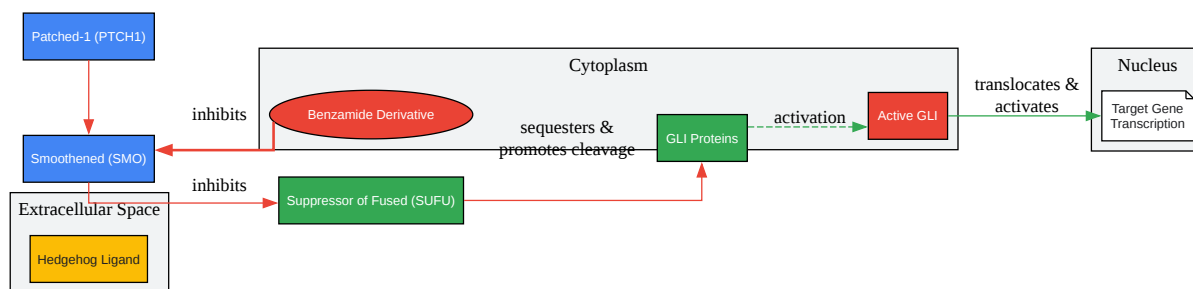 Patched-1 (PTCH1)
Cytoplasm
Nucleus
inhibits
Benzamide Derivative
sequesters &
promotes cleavage
GLI Proteins
activation
Active GLI
translocates &
activates
Target Gene
Transcription
Smoothened (SMO)
inhibits
Suppressor of Fused (SUFU)
Extracellular Space
Hedgehog Ligand